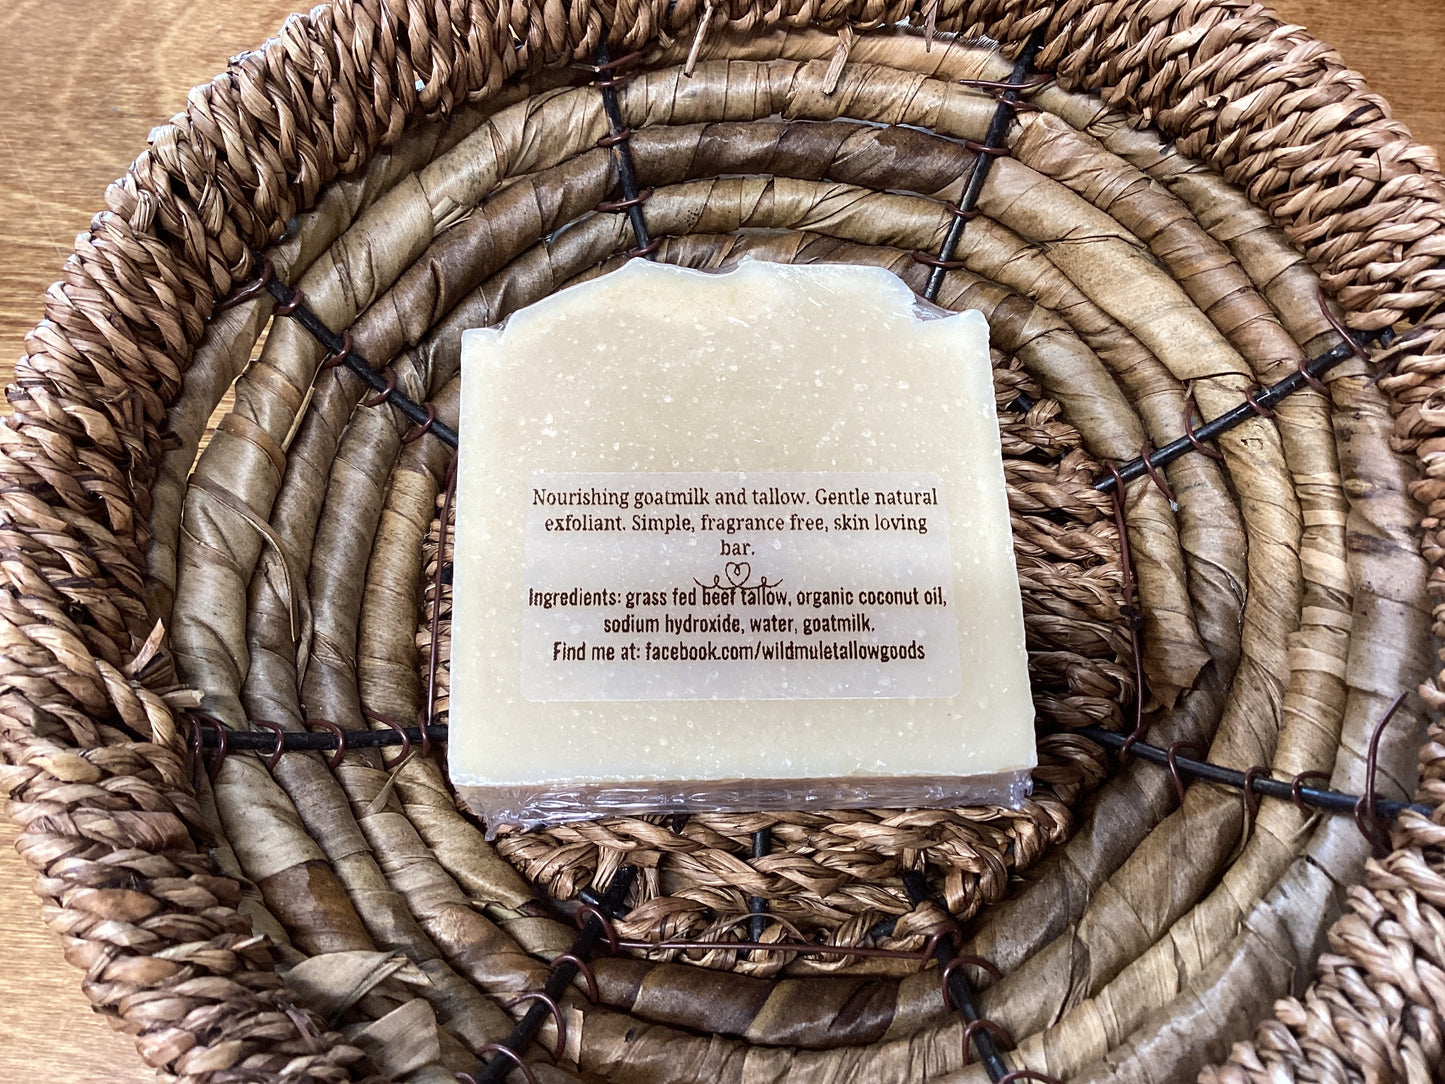 Nourishing goatmilk and tallow. Gentle natural
exfoliant. Simple, fragrance free, skin loving
bar.
Ingredients: grass fed beef tallow, organic coconut oil,
sodium hydroxide, water, goatmilk.
Find me at: facebook.com/wildmuletallowgoods